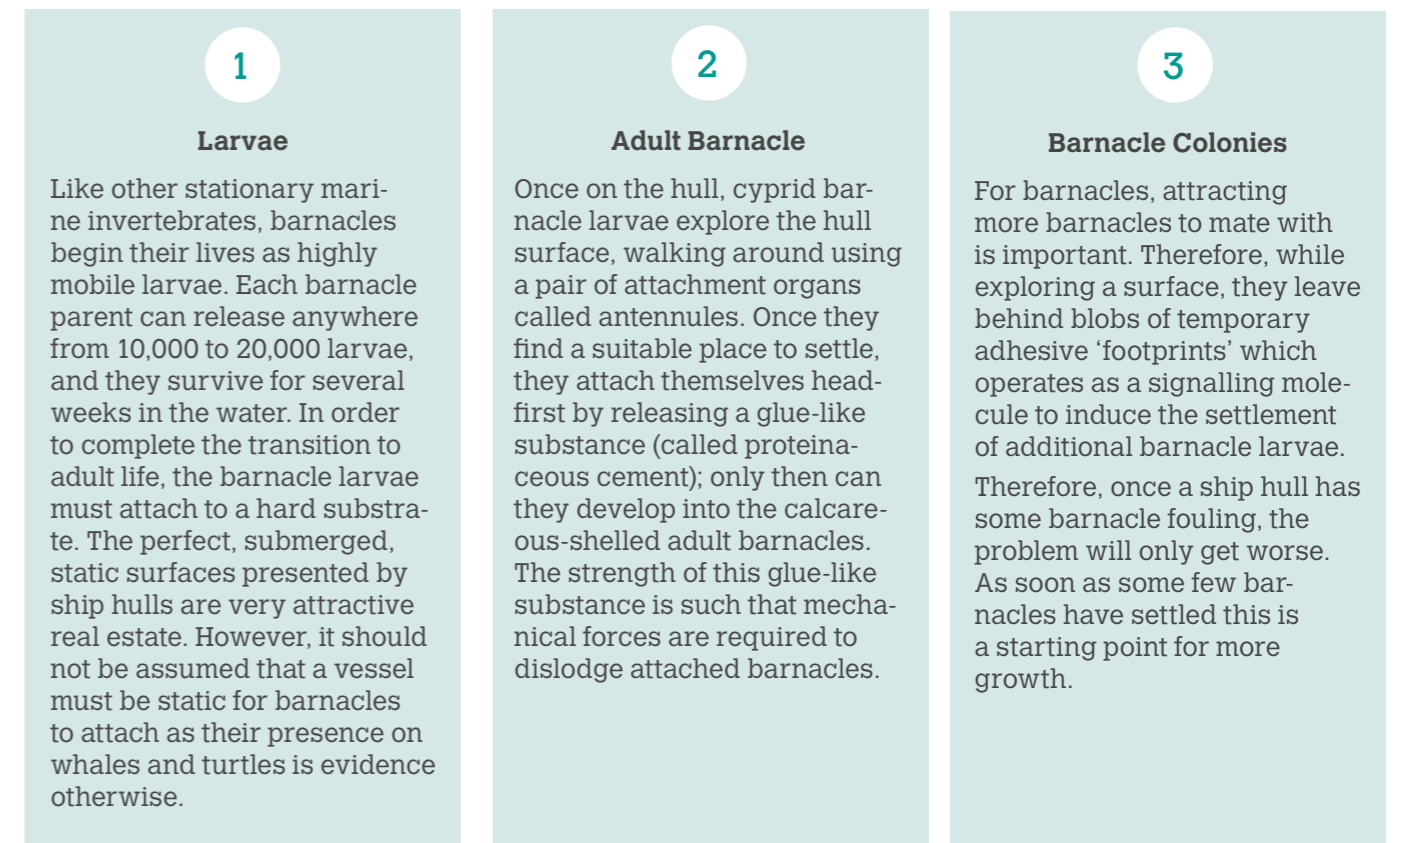 1
Larvae
Like other stationary mari-
ne invertebrates, barnacles
begin their lives as highly
mobile larvae. Each barnacle
parent can release anywhere
from 10,000 to 20,000 larvae,
and they survive for several
weeks in the water. In order
to complete the transition to
adult life, the barnacle larvae
must attach to a hard substra-
te. The perfect, submerged,
static surfaces presented by
ship hulls are very attractive
real estate. However, it should
not be assumed that a vessel
must be static for barnacles
to attach as their presence on
whales and turtles is evidence
otherwise.
2
Adult Barnacle
Once on the hull, cyprid bar-
nacle larvae explore the hull
surface, walking around using
a pair of attachment organs
called antennules. Once they
find a suitable place to settle,
they attach themselves head-
first by releasing a glue-like
substance (called proteina-
ceous cement); only then can
they develop into the calcare-
ous-shelled adult barnacles.
The strength of this glue-like
substance is such that mecha-
nical forces are required to
dislodge attached barnacles.
3
Barnacle Colonies
For barnacles, attracting
more barnacles to mate with
is important. Therefore, while
exploring a surface, they leave
behind blobs of temporary
adhesive ‘footprints’ which
operates as a signalling mole-
cule to induce the settlement
of additional barnacle larvae.
Therefore, once a ship hull has
some barnacle fouling, the
problem will only get worse.
As soon as some few bar-
nacles have settled this is
a starting point for more
growth.